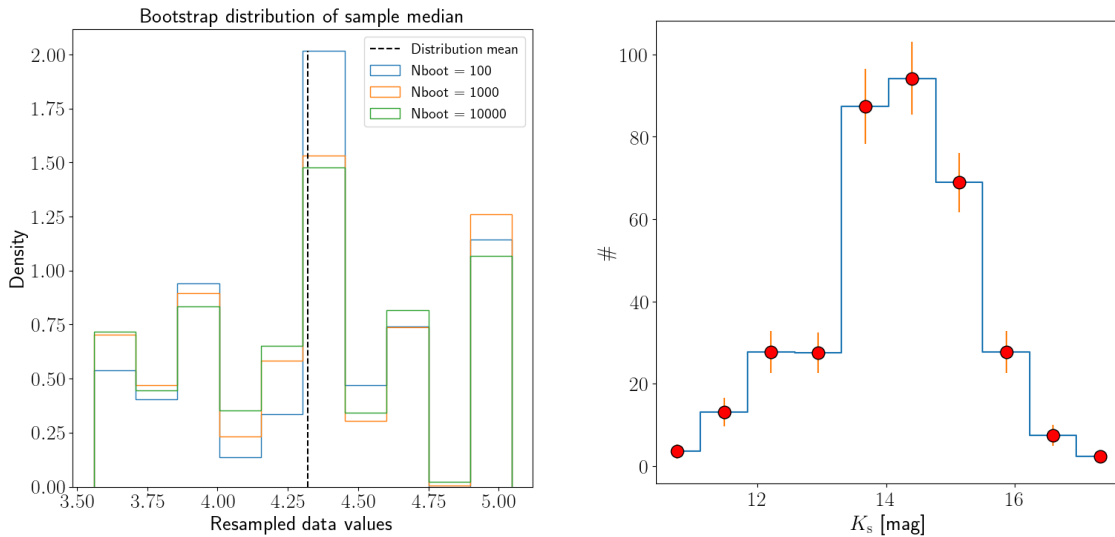 Bootstrap distribution of sample median
Distribution mean
Nboot = 100
Nboot = 1000
Nboot = 10000
Density
2.00
1.75
1.50
1.25
1.00
0.75
0.50
0.25
0.00
3.50 3.75 4.00 4.25 4.50 4.75 5.00
Resampled data values
#
100
80
60
40
20
0
12 14 16
Ks [mag]